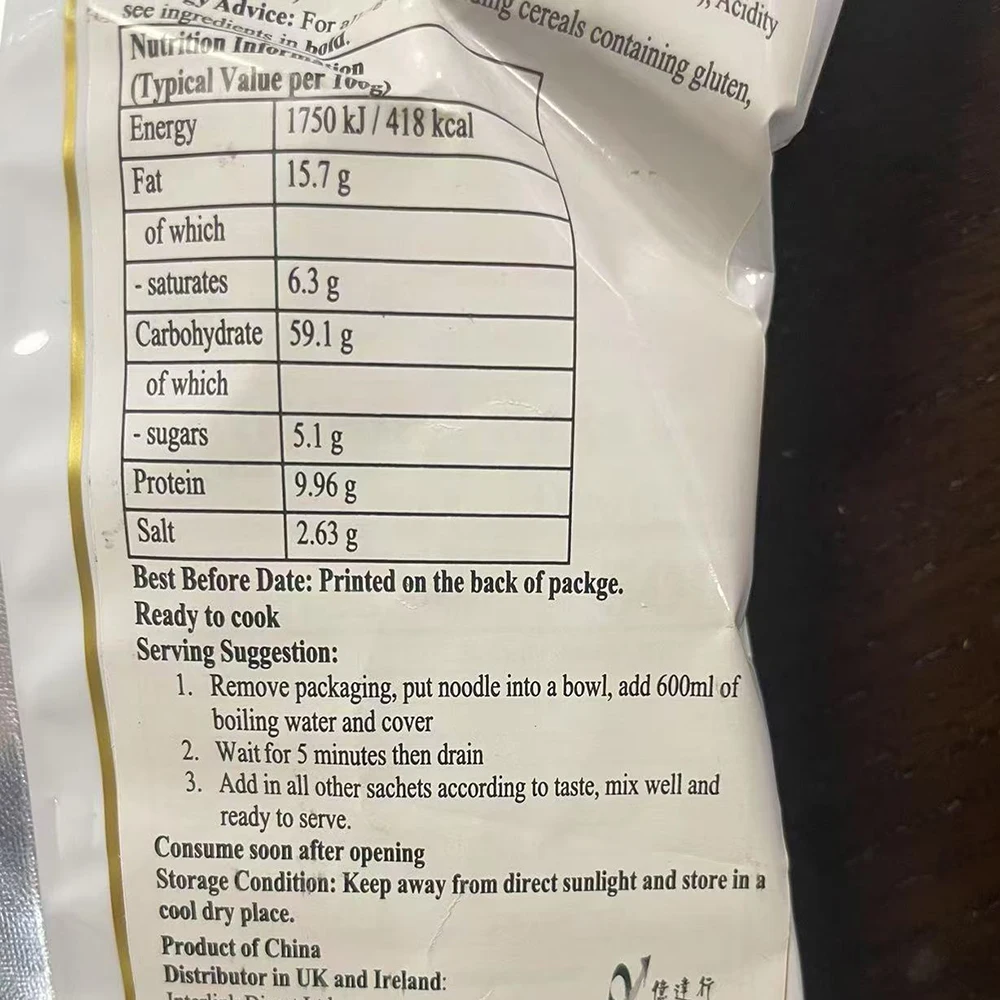 Advice: For
see ingredients in bold.
Acidity
cereals containing gluten,
Nutrition Information
(Typical Value per 100g)
Energy 1750 kJ / 418 kcal
Fat 15.7 g
of which
- saturates 6.3 g
Carbohydrate 59.1 g
of which
- sugars 5.1 g
Protein 9.96 g
Salt 2.63 g
Best Before Date: Printed on the back of packge.
Ready to cook
Serving Suggestion:
1. Remove packaging, put noodle into a bowl, add 600ml of
boiling water and cover
2. Wait for 5 minutes then drain
3. Add in all other sachets according to taste, mix well and
ready to serve.
Consume soon after opening
Storage Condition: Keep away from direct sunlight and store in a
cool dry place.
Product of China
Distributor in UK and Ireland:
億達行